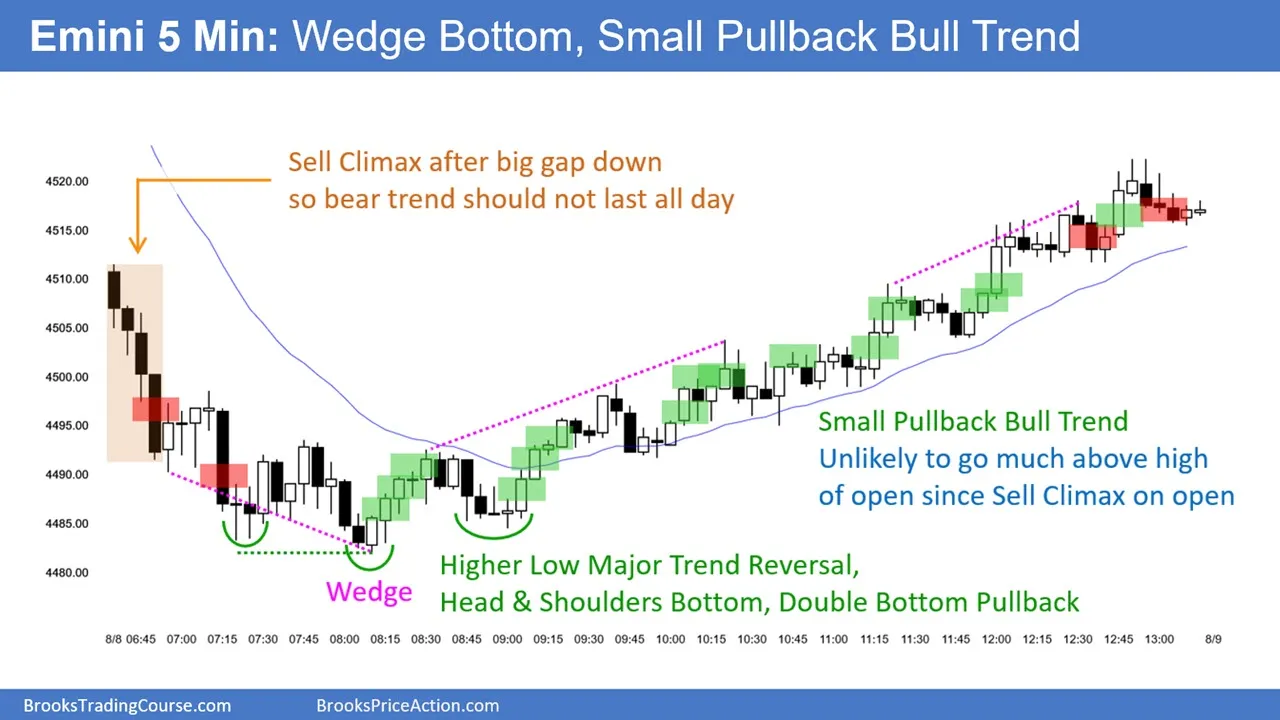 Emini 5 Min: Wedge Bottom, Small Pullback Bull Trend
Sell Climax after big gap down
so bear trend should not last all day
4520.00
4515.00
4510.00
4505.00
4500.00
4495.00
4490.00
4485.00
4480.00
Small Pullback Bull Trend
Unlikely to go much above high
of open since Sell Climax on open
Wedge
Higher Low Major Trend Reversal,
Head & Shoulders Bottom, Double Bottom Pullback
8/8 06:45 07:00 07:15 07:30 07:45 08:00 08:15 08:30 08:45 09:00 09:15 09:30 09:45 10:00 10:15 10:30 10:45 11:00 11:15 11:30 11:45 12:00 12:15 12:30 12:45 13:00 8/9
BrooksTradingCourse.com BrooksPriceAction.com